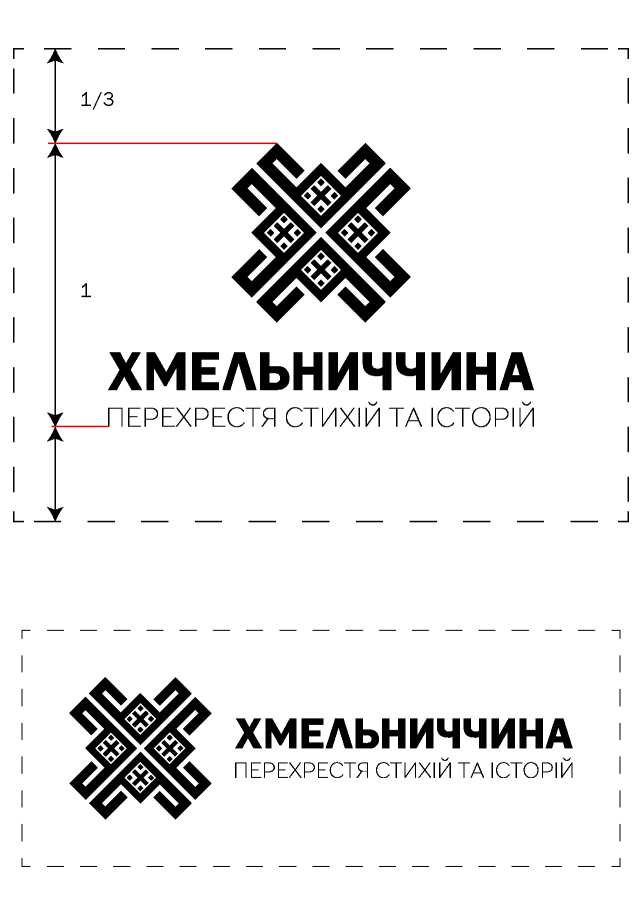 1/3
1
ХМЕЛЬНИЧЧИНА
ПЕРЕХРЕСТЯ СТИХІЙ ТА ІСТОРІЙ
ХМЕЛЬНИЧЧИНА
ПЕРЕХРЕСТЯ СТИХІЙ ТА ІСТОРІЙ